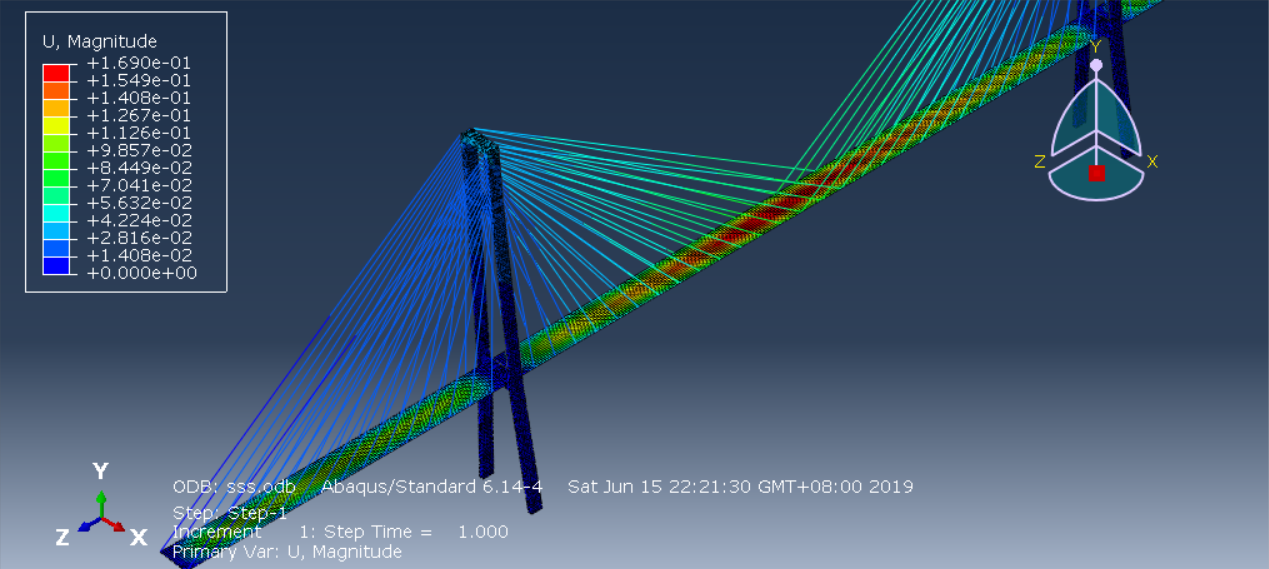 U, Magnitude
+1.690e-01
+1.549e-01
+1.408e-01
+1.267e-01
+1.126e-01
+9.857e-02
+8.449e-02
+7.041e-02
+5.632e-02
+4.224e-02
+2.816e-02
+1.408e-02
+0.000e+00
Y
Z X
Y
Z X
ODB: sss.odb Abaqus/Standard 6.14-4 Sat Jun 15 22:21:30 GMT+08:00 2019
Step: Step-1
Increment 1: Step Time = 1.000
Primary Var: U, Magnitude